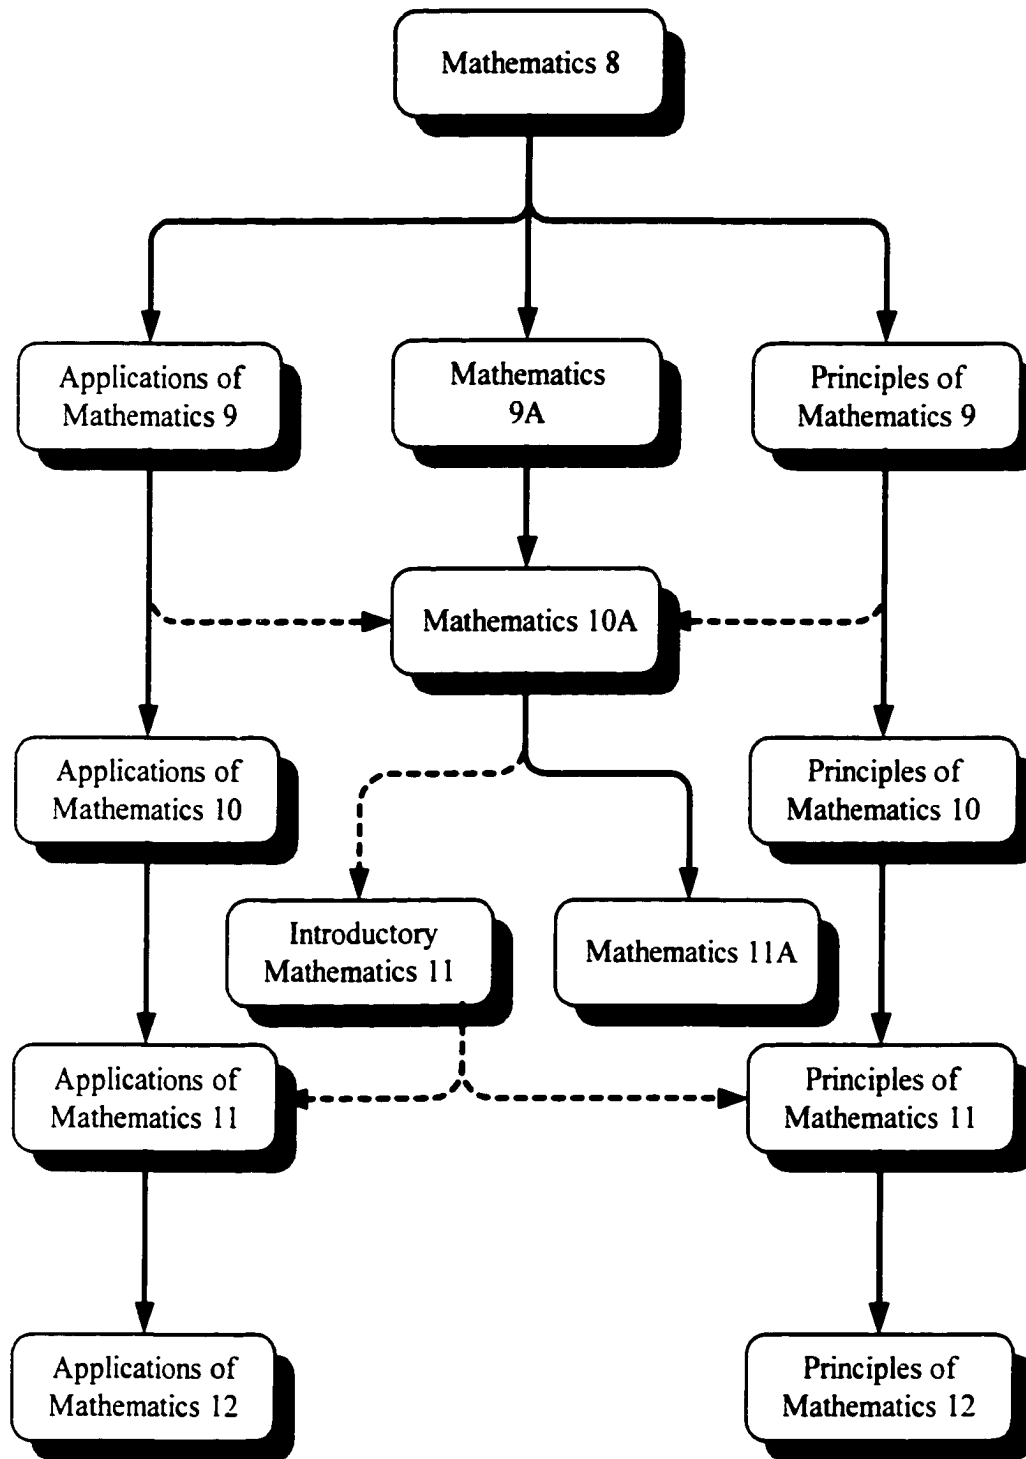 Mathematics 8
Applications of
Mathematics 9
Mathematics
9A
Principles of
Mathematics 9
Mathematics 10A
Applications of
Mathematics 10
Principles of
Mathematics 10
Introductory
Mathematics 11
Mathematics 11A
Applications of
Mathematics 11
Principles of
Mathematics 11
Applications of
Mathematics 12
Principles of
Mathematics 12